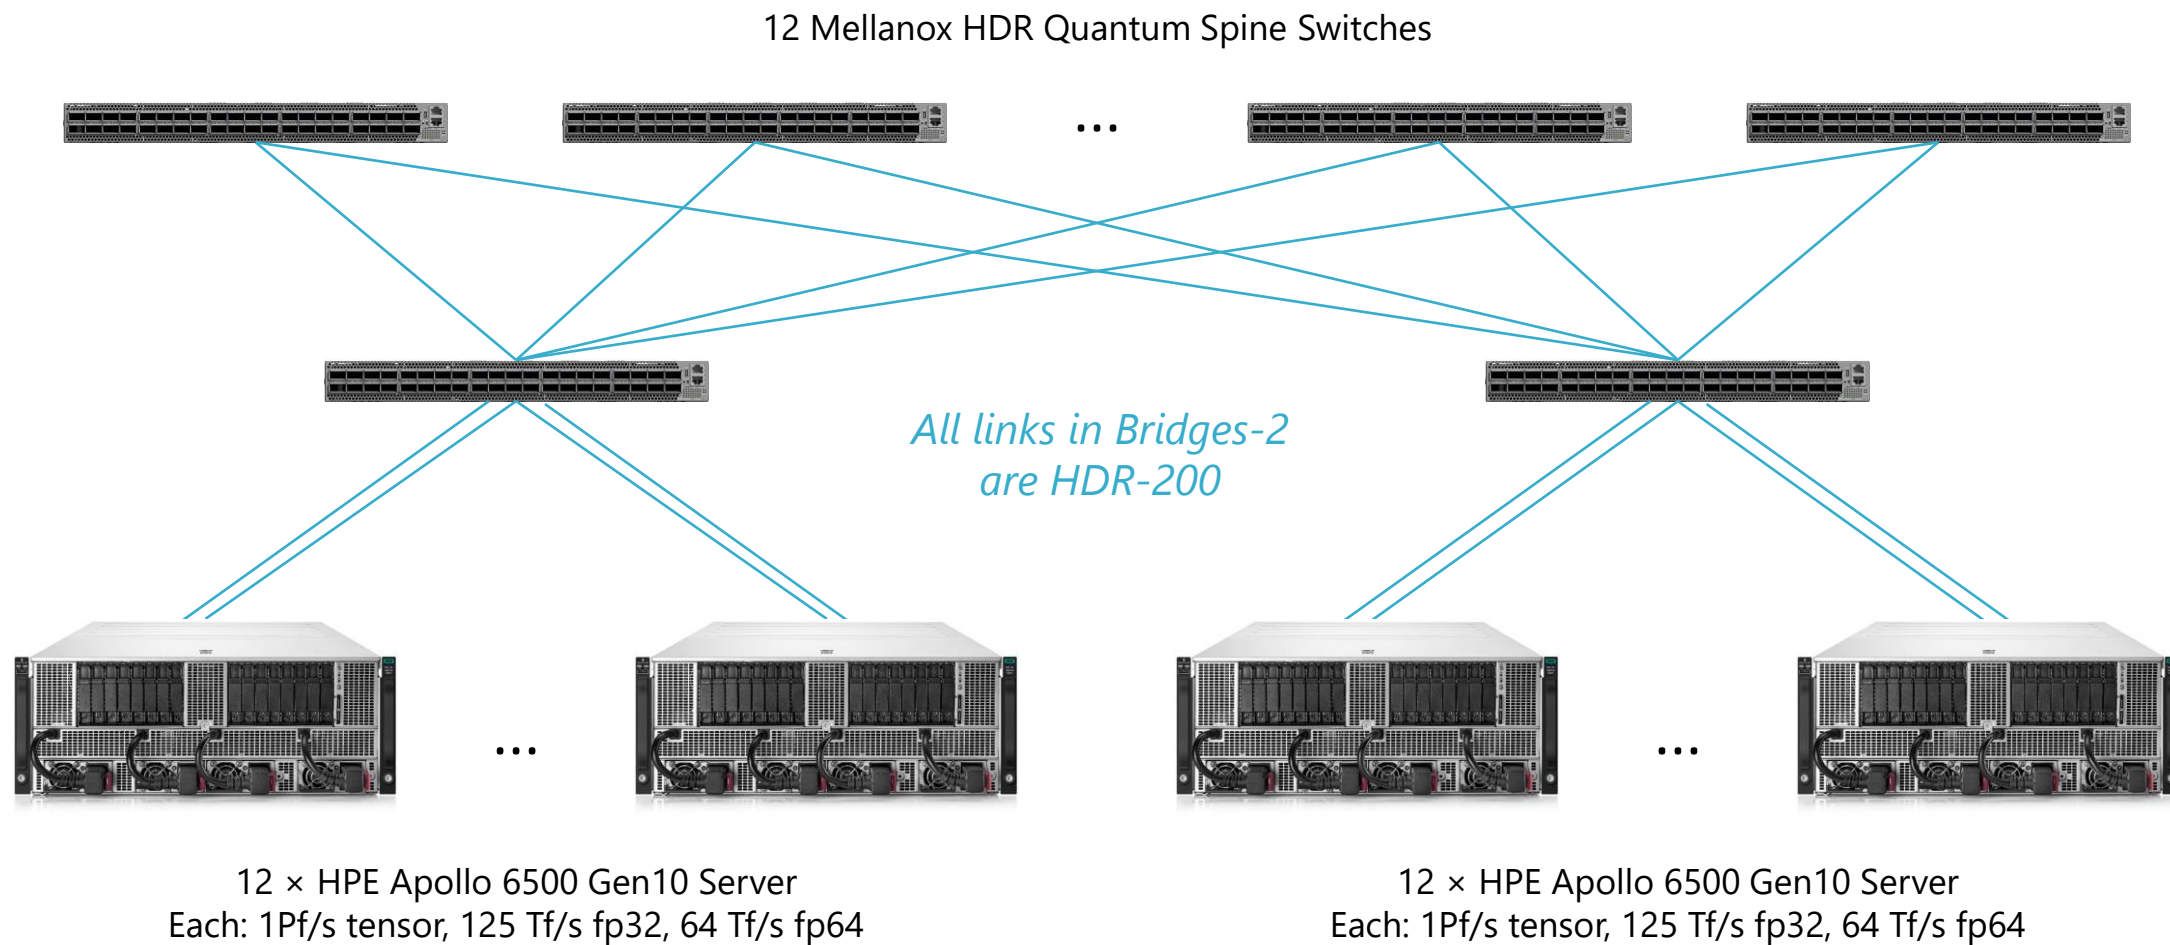 12 Mellanox HDR Quantum Spine Switches
...
All links in Bridges-2
are HDR-200
...
...
12 × HPE Apollo 6500 Gen10 Server
Each: 1Pf/s tensor, 125 Tf/s fp32, 64 Tf/s fp64
12 × HPE Apollo 6500 Gen10 Server
Each: 1Pf/s tensor, 125 Tf/s fp32, 64 Tf/s fp64